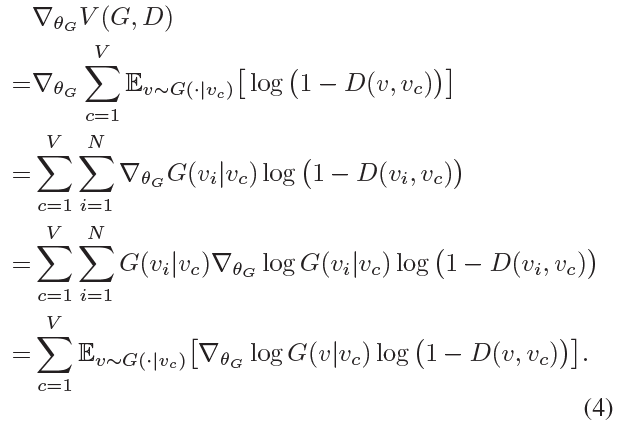 ∇_{θ_G} V(G, D)
=∇_{θ_G} ∑_{c=1}^{V} 𝔼_{v∼G(·|v_c)} [ log (1 − D(v, v_c)) ]
=∑_{c=1}^{V} ∑_{i=1}^{N} ∇_{θ_G} G(v_i|v_c) log (1 − D(v_i, v_c))
=∑_{c=1}^{V} ∑_{i=1}^{N} G(v_i|v_c) ∇_{θ_G} log G(v_i|v_c) log (1 − D(v_i, v_c))
=∑_{c=1}^{V} 𝔼_{v∼G(·|v_c)} [∇_{θ_G} log G(v|v_c) log (1 − D(v, v_c))].
(4)